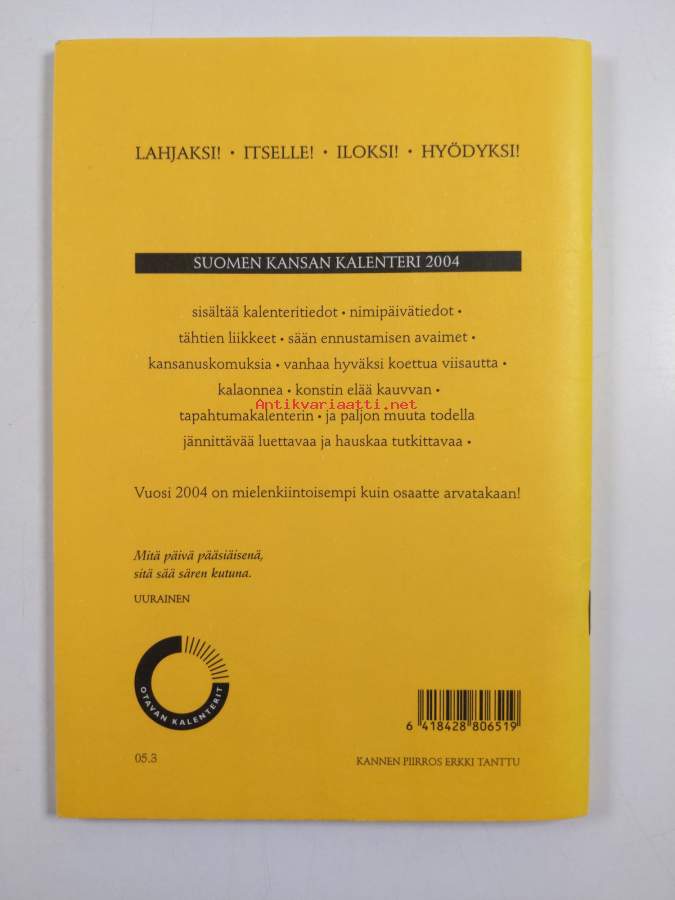 LAHJAKSI! • ITSELLE! • ILOKSI! • HYÖDYKSI!
SUOMEN KANSAN KALENTERI 2004
sisältää kalenteritiedot • nimipäivätiedot •
tähtien liikkeet • sään ennustamisen avaimet •
kansanuskomuksia • vanhaa hyväksi koettua viisautta •
kalaonnea • konstin elää kauvvan •
Antikvariaatti.net
tapahtumakalenterin • ja paljon muuta todella
jännittävää luettavaa ja hauskaa tutkittavaa •
Vuosi 2004 on mielenkiintoisempi kuin osaatte arvatakaan!
Mitä päivä pääsiäisenä,
sitä sää sären kutuna.
UURAINEN
OTAVAN KALENTERIT
6 418428 806519
05.3
KANNEN PIIRROS ERKKI TANTTU